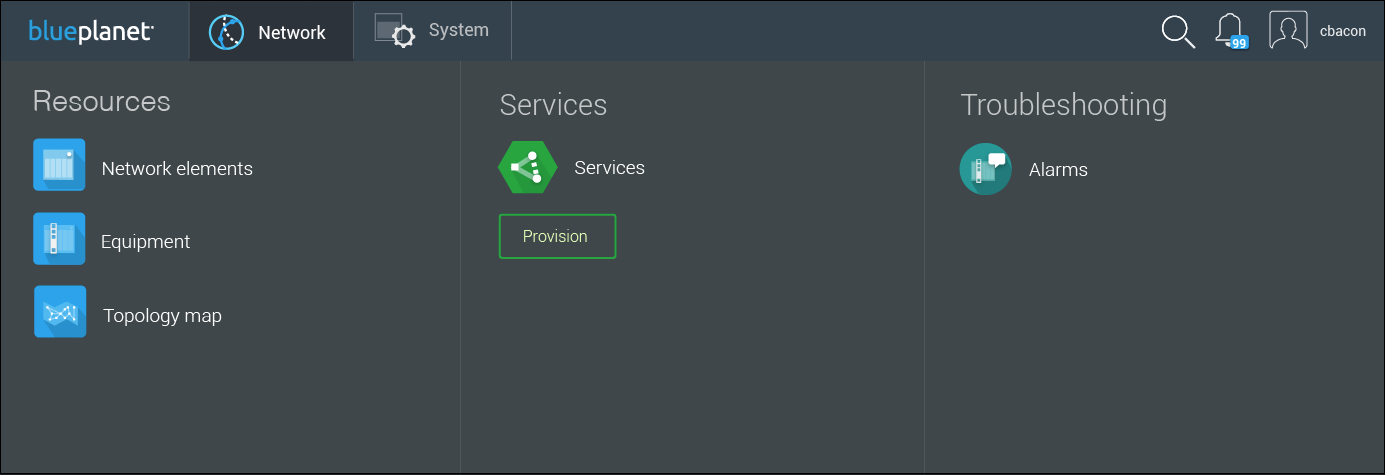 blueplanet
Network
System
99
cbacon
Resources
Network elements
Equipment
Topology map
Services
Services
Provision
Troubleshooting
Alarms